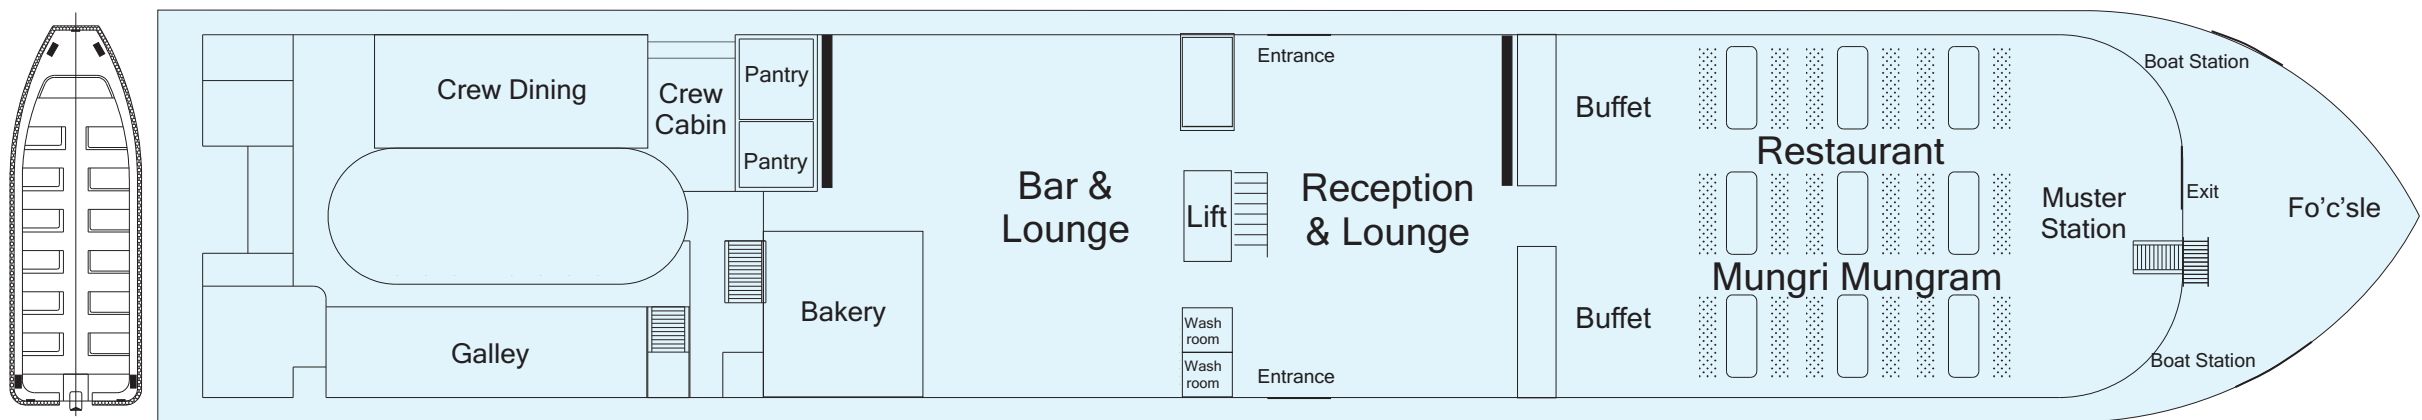 Crew Dining
Crew
Cabin
Pantry
Pantry
Galley
Bakery
Bar &
Lounge
Lift
Wash
room
Wash
room
Entrance
Reception
& Lounge
Entrance
Buffet
Buffet
Restaurant
Mungri Mungram
Muster
Station
Boat Station
Exit
Boat Station
Fo’c’sle